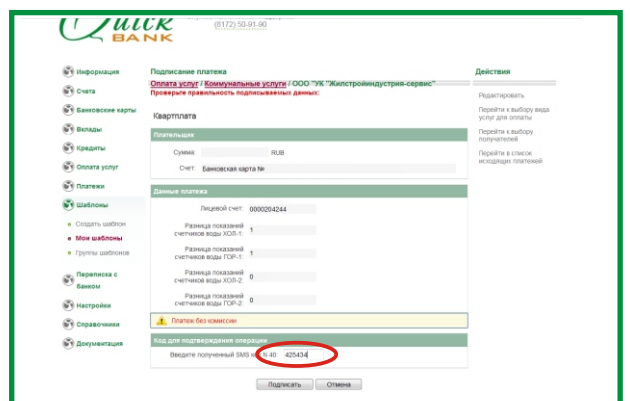 Quick
BANK
(8172) 50-91-90
Информация
Счета
Банковские карты
Вклады
Кредиты
Оплата услуг
Платежи
Шаблоны
Создать шаблон
Мои шаблоны
Группы шаблонов
Переписка с
банком
Настройки
Справочники
Документация
Подписание платежа
Оплата услуг / Коммунальные услуги / ООО "УК "Жилстройиндустрия-сервис"
Проверьте правильность подписываемых данных:
Квартплата
Плательщик
Сумма: RUB
Счет: Банковская карта №
Данные платежа
Лицевой счет: 0000204244
Разница показаний
счетчиков воды ХОЛ-1: 1
Разница показаний
счетчиков воды ГОР-1: 1
Разница показаний
счетчиков воды ХОЛ-2: 0
Разница показаний
счетчиков воды ГОР-2: 0
Платеж без комиссии
Код для подтверждения операции
Введите полученный SMS N 40: 425434
Подписать Отмена
Действия
Редактировать
Перейти к выбору вида
услуг для оплаты
Перейти к выбору
получателей
Перейти в список
исходящих платежей